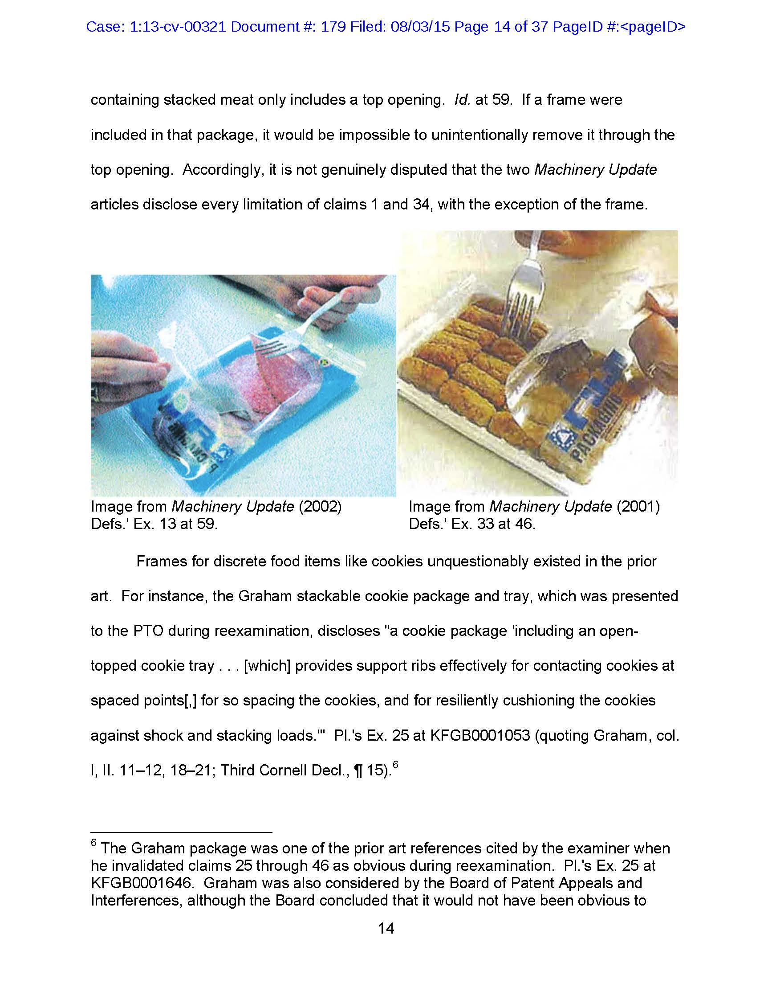 Case: 1:13-cv-00321 Document #: 179 Filed: 08/03/15 Page 14 of 37 PageID #:<pageID>
containing stacked meat only includes a top opening.  Id. at 59.  If a frame were
included in that package, it would be impossible to unintentionally remove it through the
top opening.  Accordingly, it is not genuinely disputed that the two Machinery Update
articles disclose every limitation of claims 1 and 34, with the exception of the frame.
PACKAGING
Image from Machinery Update (2002)
Defs.' Ex. 13 at 59.
Image from Machinery Update (2001)
Defs.' Ex. 33 at 46.
Frames for discrete food items like cookies unquestionably existed in the prior
art.  For instance, the Graham stackable cookie package and tray, which was presented
to the PTO during reexamination, discloses "a cookie package 'including an open-
topped cookie tray . . . [which] provides support ribs effectively for contacting cookies at
spaced points[,] for so spacing the cookies, and for resiliently cushioning the cookies
against shock and stacking loads.'"  Pl.'s Ex. 25 at KFGB0001053 (quoting Graham, col.
I, II. 11–12, 18–21; Third Cornell Decl., ¶ 15).6
6 The Graham package was one of the prior art references cited by the examiner when
he invalidated claims 25 through 46 as obvious during reexamination.  Pl.'s Ex. 25 at
KFGB0001646.  Graham was also considered by the Board of Patent Appeals and
Interferences, although the Board concluded that it would not have been obvious to
14